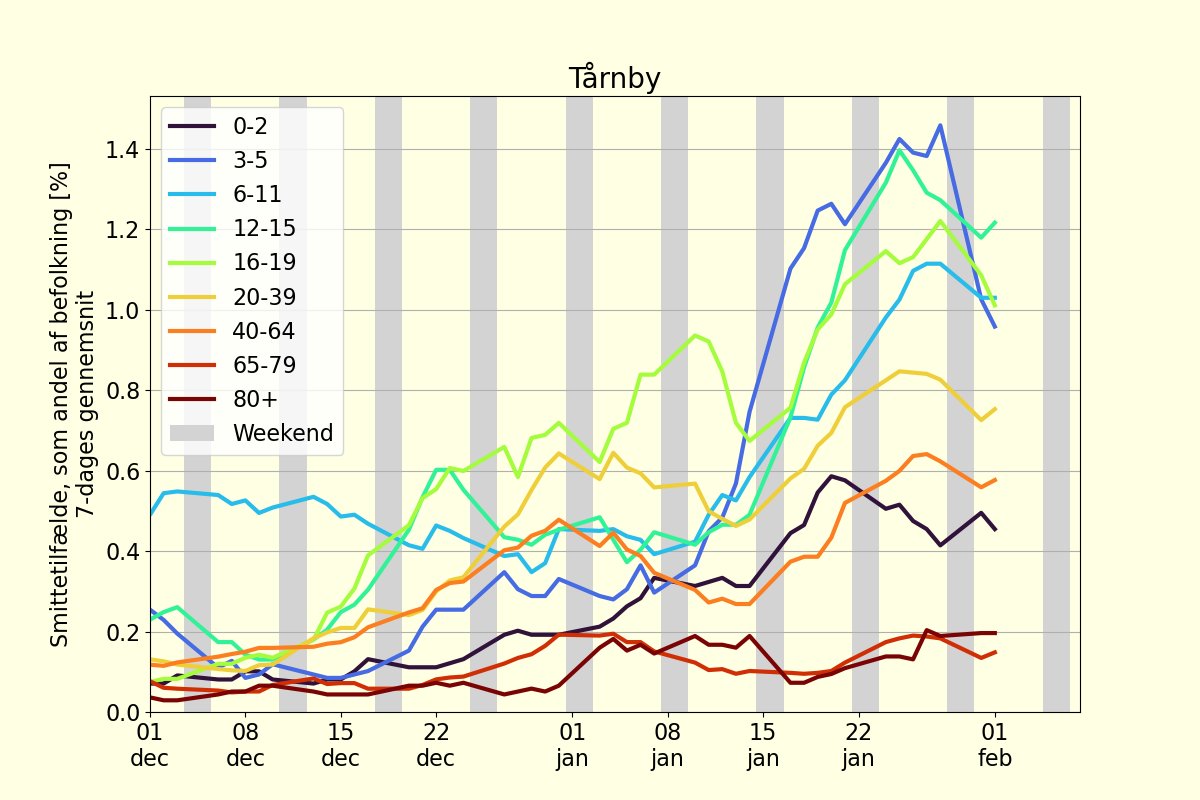 Tårnby
Smittetilfælde, som andel af befolkning [%]
7-dages gennemsnit
1.4
1.2
1.0
0.8
0.6
0.4
0.2
0.0
0-2
3-5
6-11
12-15
16-19
20-39
40-64
65-79
80+
Weekend
01 08 15 22 01 08 15 22 01
dec dec dec dec jan jan jan jan feb